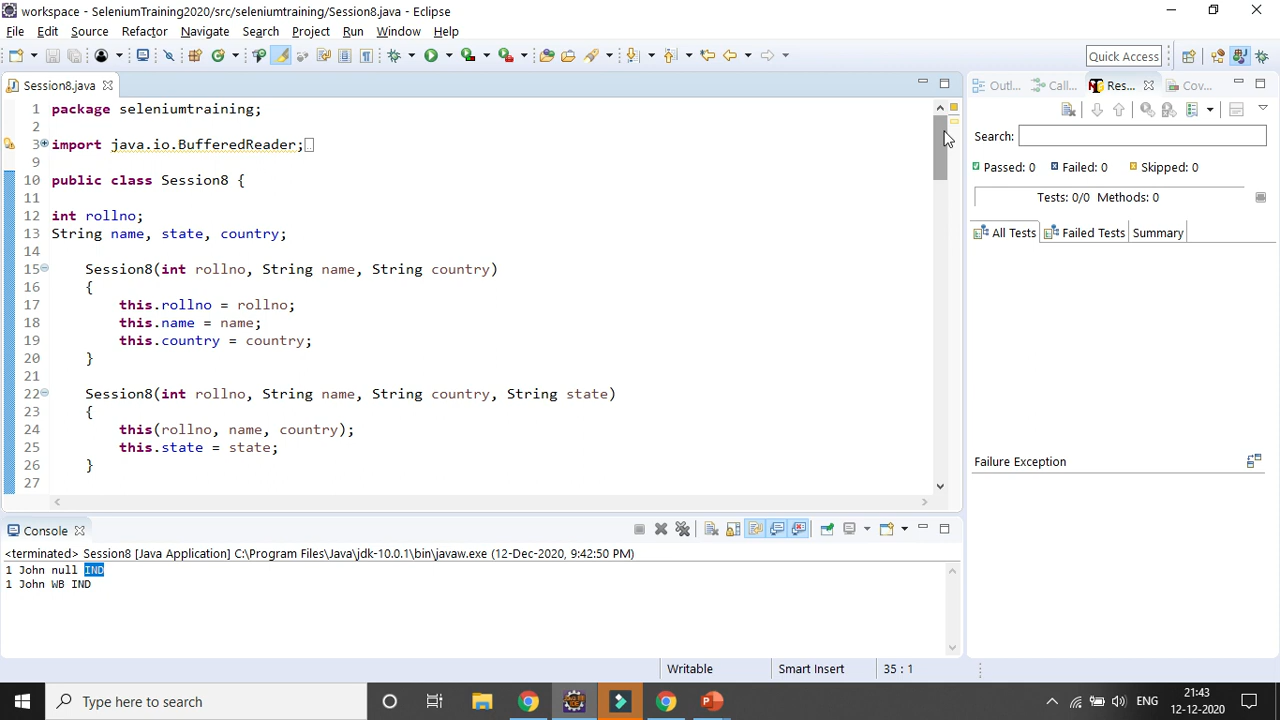 workspace - SeleniumTraining2020/src/seleniumtraining/Session8.java - Eclipse
File Edit Source Refactor Navigate Search Project Run Window Help
Quick Access
Session8.java
1 package seleniumtraining;
2
3 import java.io.BufferedReader;
9
10 public class Session8 {
11
12 int rollno;
13 String name, state, country;
14
15 Session8(int rollno, String name, String country)
16 {
17 this.rollno = rollno;
18 this.name = name;
19 this.country = country;
20 }
21
22 Session8(int rollno, String name, String country, String state)
23 {
24 this(rollno, name, country);
25 this.state = state;
26 }
27
Outl... Call... Res... Cov...
Search:
Passed: 0 Failed: 0 Skipped: 0
Tests: 0/0 Methods: 0
All Tests Failed Tests Summary
Failure Exception
Console
<terminated> Session8 [Java Application] C:\Program Files\Java\jdk-10.0.1\bin\javaw.exe (12-Dec-2020, 9:42:50 PM)
1 John null IND
1 John WB IND
Writable Smart Insert 35 : 1
Type here to search
ENG
21:43
12-12-2020